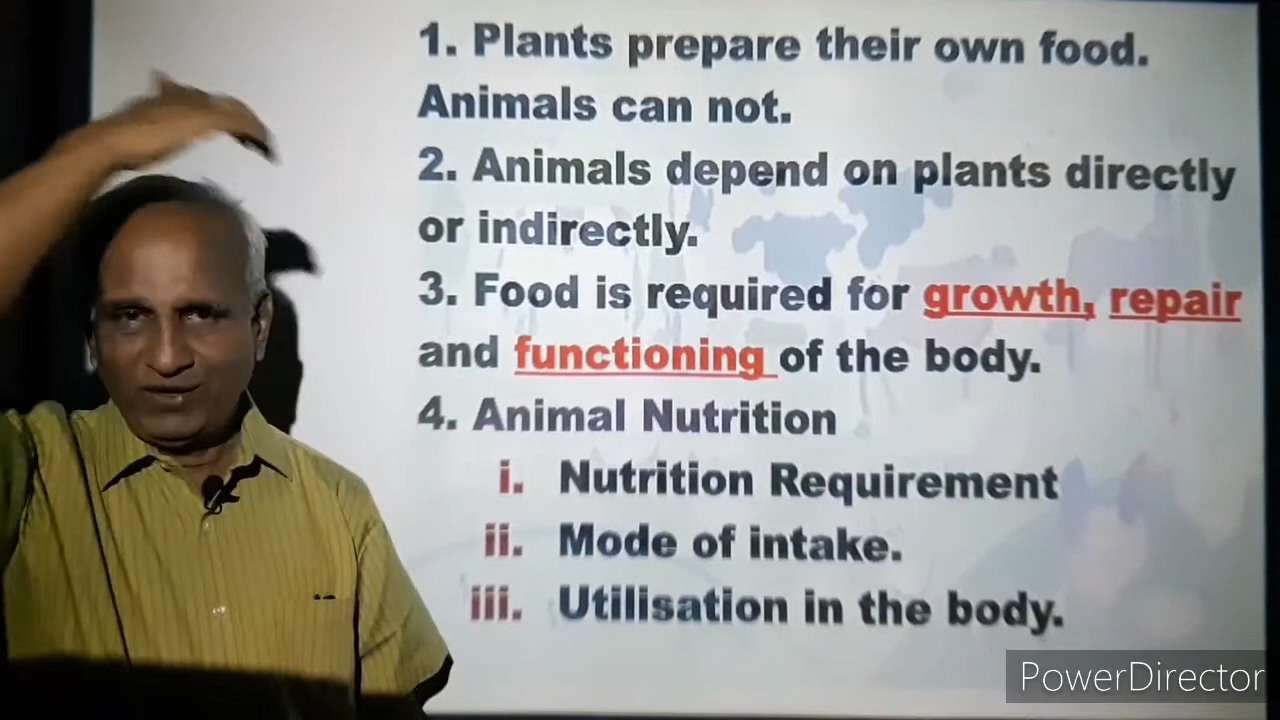 1. Plants prepare their own food.
Animals can not.
2. Animals depend on plants directly
or indirectly.
3. Food is required for growth, repair
and functioning of the body.
4. Animal Nutrition
i. Nutrition Requirement
ii. Mode of intake.
iii. Utilisation in the body.
PowerDirector